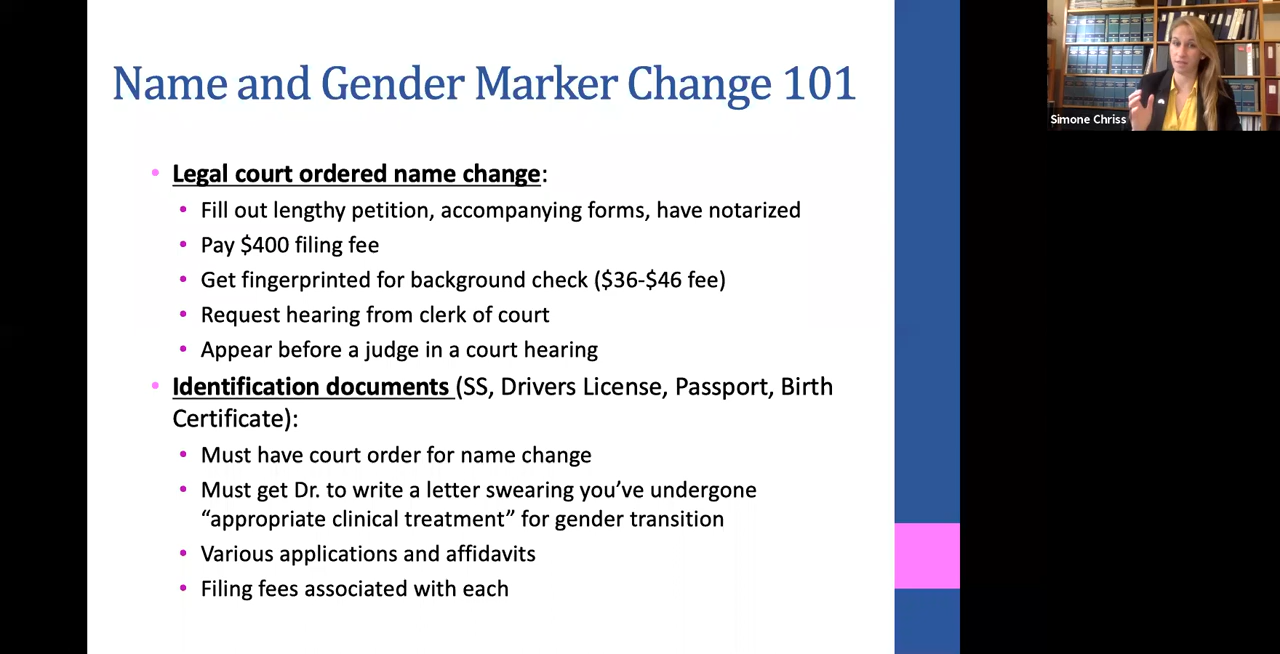 Name and Gender Marker Change 101
Simone Chriss
• Legal court ordered name change:
• Fill out lengthy petition, accompanying forms, have notarized
• Pay $400 filing fee
• Get fingerprinted for background check ($36-$46 fee)
• Request hearing from clerk of court
• Appear before a judge in a court hearing
• Identification documents (SS, Drivers License, Passport, Birth
Certificate):
• Must have court order for name change
• Must get Dr. to write a letter swearing you’ve undergone
“appropriate clinical treatment” for gender transition
• Various applications and affidavits
• Filing fees associated with each